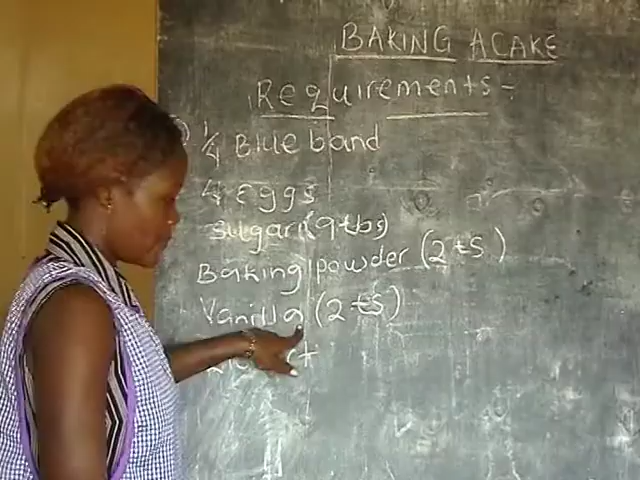 BAKING A CAKE
Requirements:-
1/4 Blue band
4 Eggs
Sugar (9 tbs)
Baking powder (2 ts)
Vanilla (2 ts)